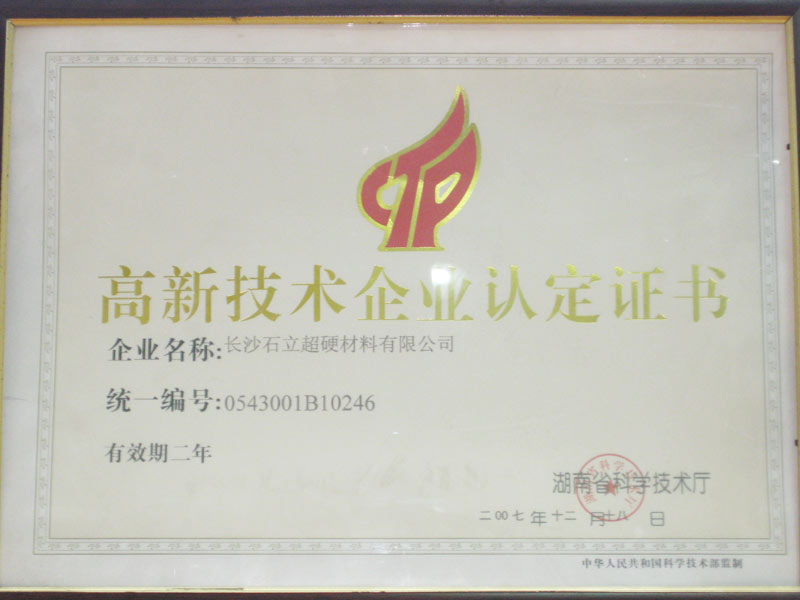 CTP
高新技术企业认定证书
企业名称:长沙石立超硬材料有限公司
统一编号:0543001B10246
有效期二年
湖南省科学技术厅
二00七年十二月十八日
中华人民共和国科学技术部监制